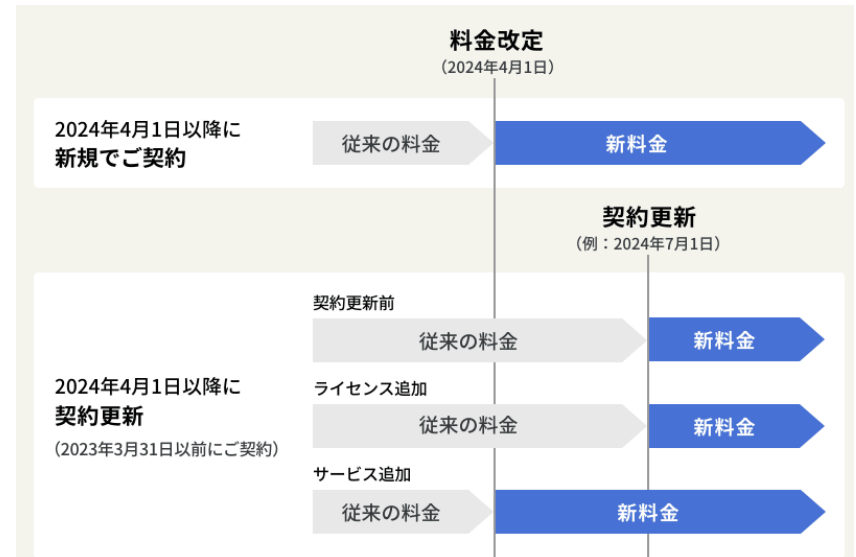 料金改定
（2024年4月1日）
2024年4月1日以降に
新規でご契約
従来の料金
新料金
契約更新
（例：2024年7月1日）
2024年4月1日以降に
契約更新
（2023年3月31日以前にご契約）
契約更新前
従来の料金
新料金
ライセンス追加
従来の料金
新料金
サービス追加
従来の料金
新料金